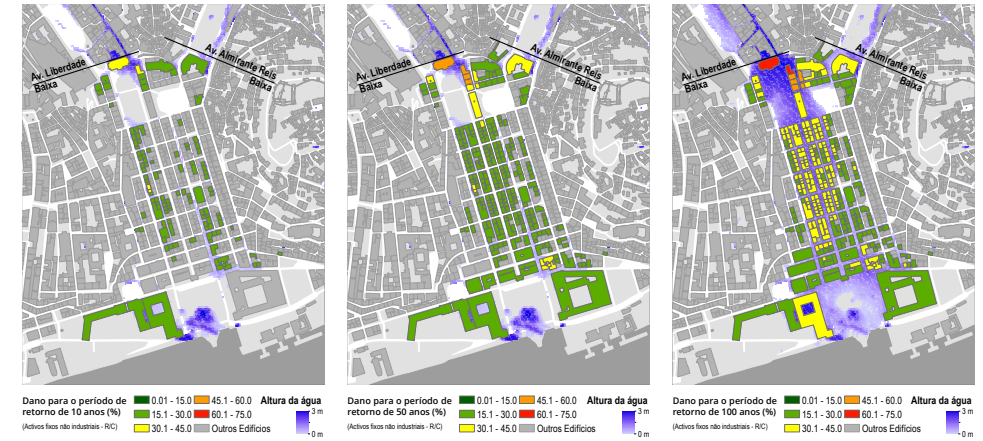 Av. Liberdade
Baixa
Av. Almirante Reis
Baixa
Av. Liberdade
Baixa
Av. Almirante Reis
Baixa
Av. Liberdade
Baixa
Av. Almirante Reis
Baixa
Dano para o período de
retorno de 10 anos (%)
(Activos fixos não industriais - R/C)
0.01 - 15.0
15.1 - 30.0
30.1 - 45.0
45.1 - 60.0
60.1 - 75.0
Outros Edifícios
Altura da água
3 m
0 m
Dano para o período de
retorno de 50 anos (%)
(Activos fixos não industriais - R/C)
0.01 - 15.0
15.1 - 30.0
30.1 - 45.0
45.1 - 60.0
60.1 - 75.0
Outros Edifícios
Altura da água
3 m
0 m
Dano para o período de
retorno de 100 anos (%)
(Activos fixos não industriais - R/C)
0.01 - 15.0
15.1 - 30.0
30.1 - 45.0
45.1 - 60.0
60.1 - 75.0
Outros Edifícios
Altura da água
3 m
0 m